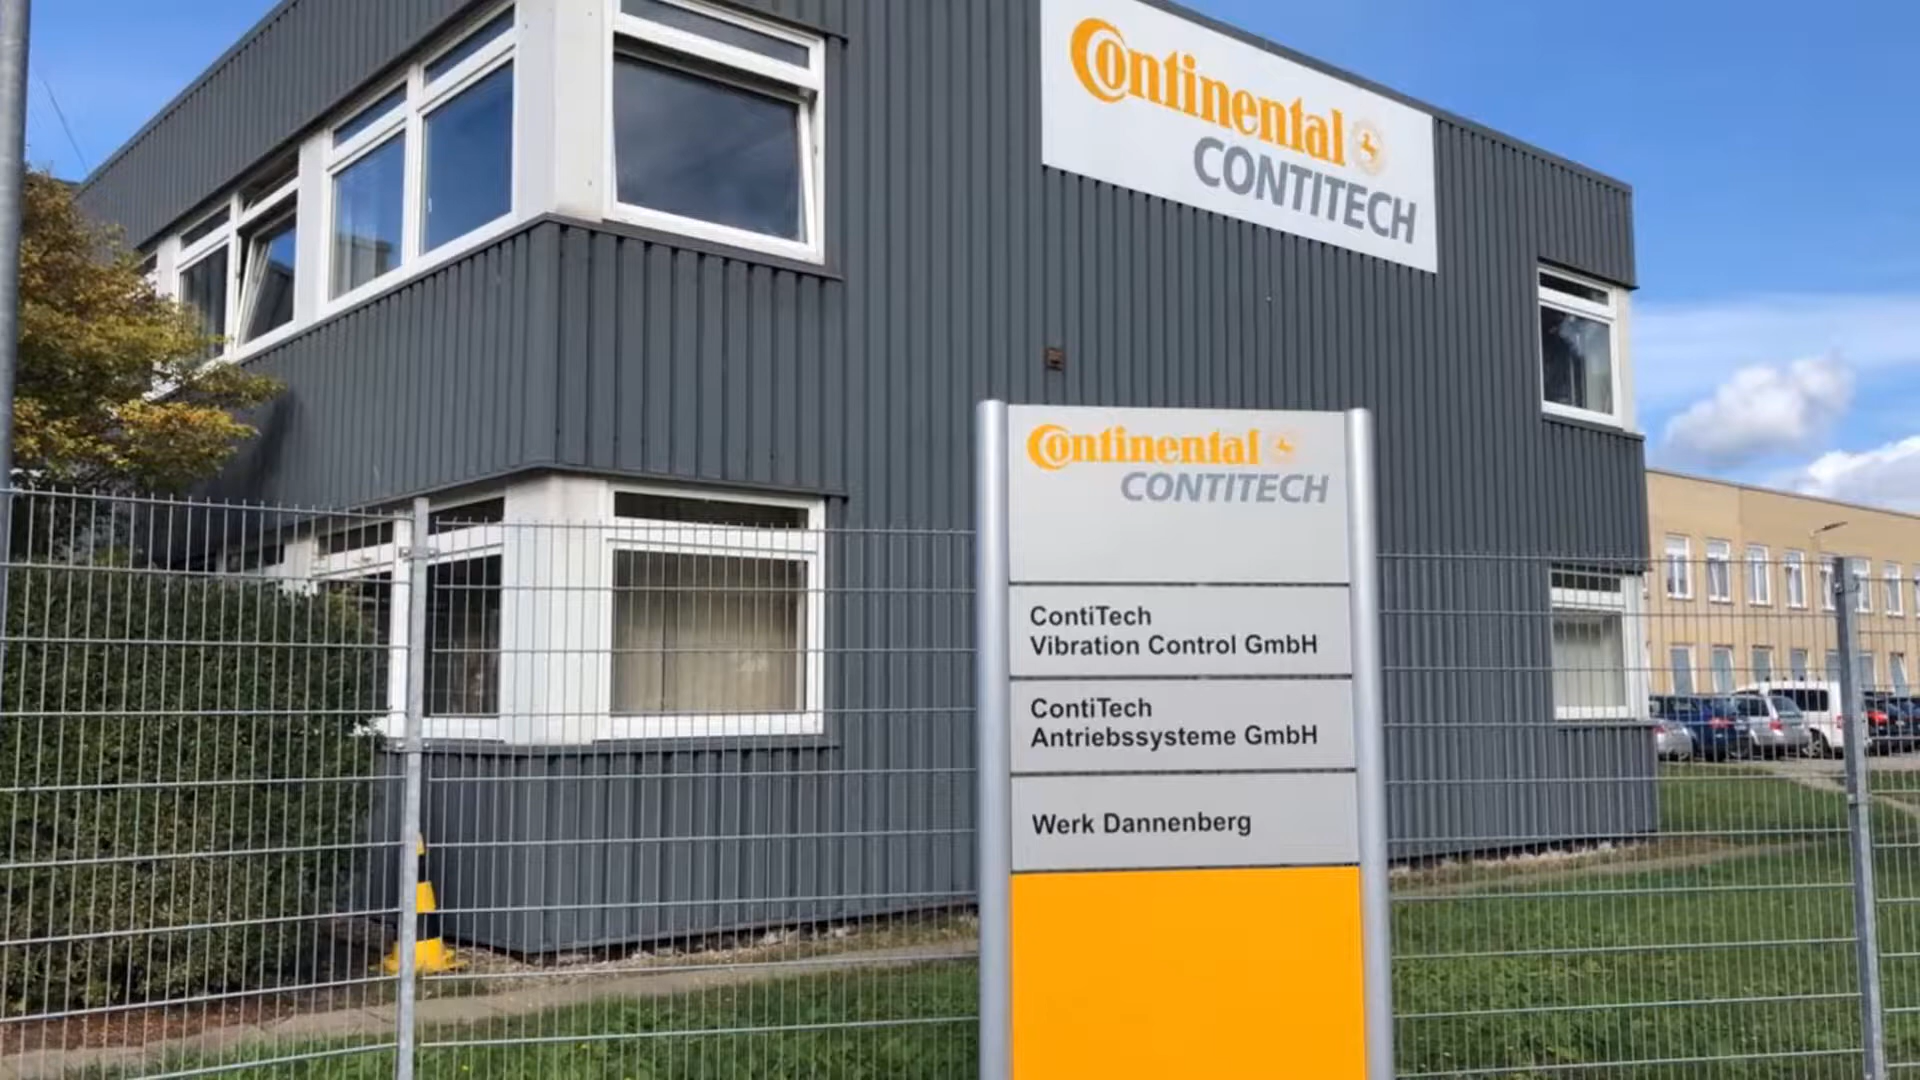 Continental
CONTITECH
Continental
CONTITECH
ContiTech
Vibration Control GmbH
ContiTech
Antriebssysteme GmbH
Werk Dannenberg